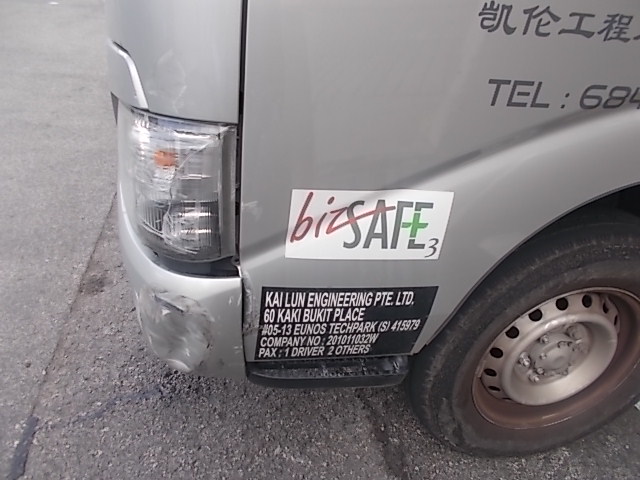 凯伦工程
TEL : 684
bizSAFE
3
KAI LUN ENGINEERING PTE. LTD.
60 KAKI BUKIT PLACE
#05-13 EUNOS TECHPARK (S) 415979
COMPANY NO : 201011032W
PAX : 1 DRIVER 2 OTHERS